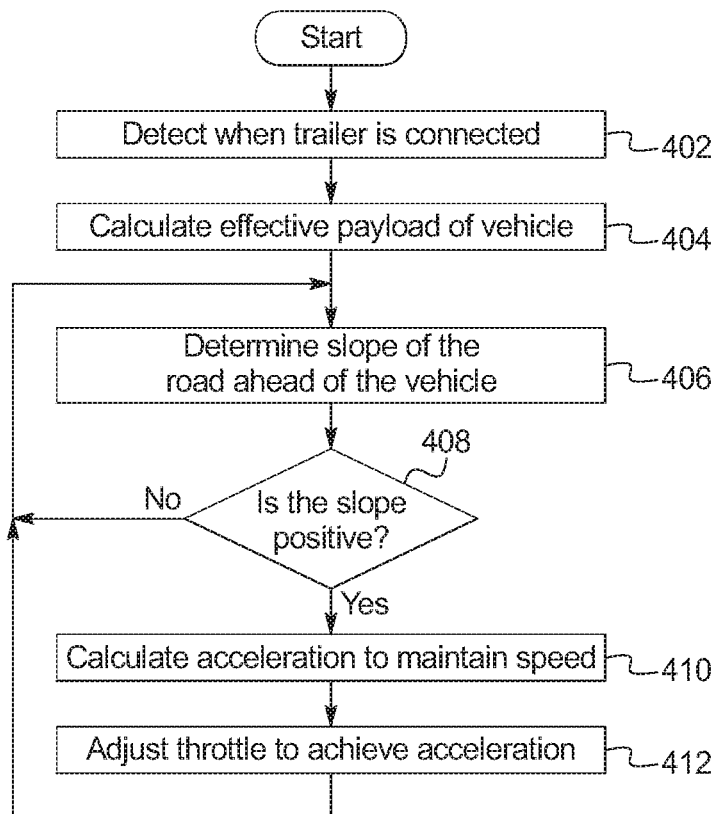 Start
Detect when trailer is connected
402
Calculate effective payload of vehicle
404
Determine slope of the
road ahead of the vehicle
406
408
No
Is the slope
positive?
Yes
Calculate acceleration to maintain speed
410
Adjust throttle to achieve acceleration
412